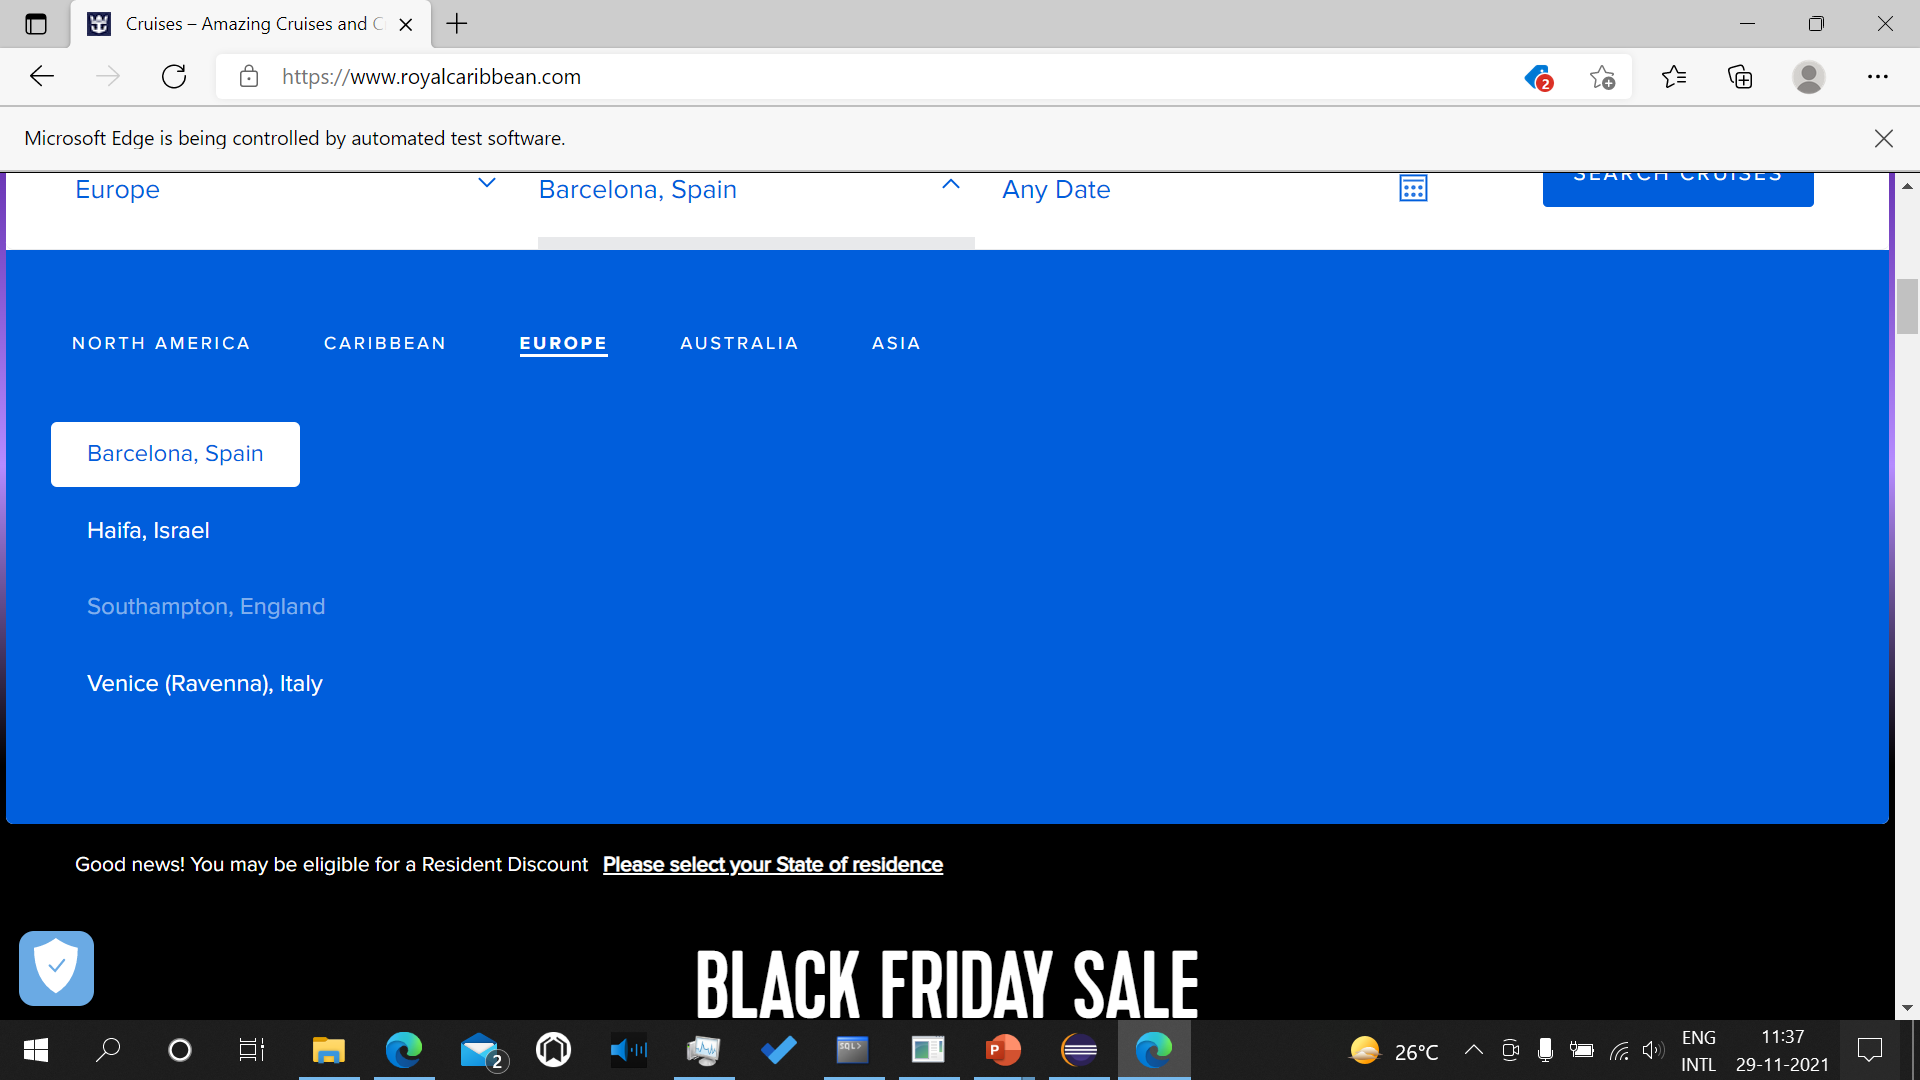 Cruises – Amazing Cruises and C
https://www.royalcaribbean.com
2
Microsoft Edge is being controlled by automated test software.
Europe Barcelona, Spain Any Date SEARCH CRUISES
NORTH AMERICA CARIBBEAN EUROPE AUSTRALIA ASIA
Barcelona, Spain
Haifa, Israel
Southampton, England
Venice (Ravenna), Italy
Good news! You may be eligible for a Resident Discount Please select your State of residence
BLACK FRIDAY SALE
2
SQL>
P
26°C
ENG
INTL
11:37
29-11-2021